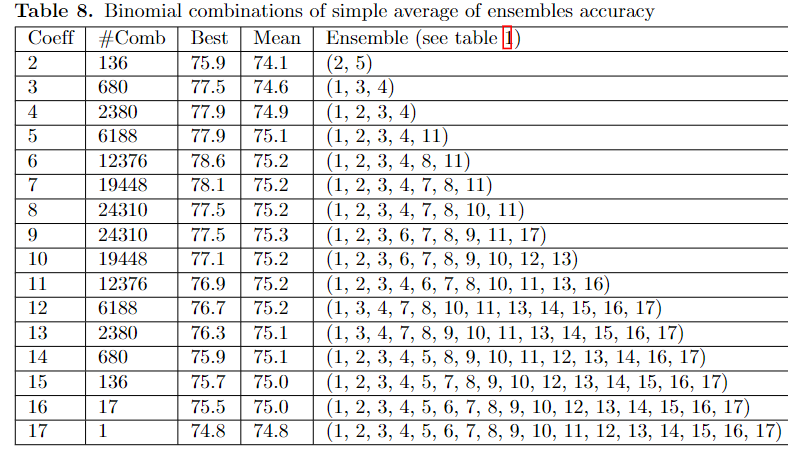 Table 8. Binomial combinations of simple average of ensembles accuracy
Coeff #Comb Best Mean Ensemble (see table 1)
2 136 75.9 74.1 (2, 5)
3 680 77.5 74.6 (1, 3, 4)
4 2380 77.9 74.9 (1, 2, 3, 4)
5 6188 77.9 75.1 (1, 2, 3, 4, 11)
6 12376 78.6 75.2 (1, 2, 3, 4, 8, 11)
7 19448 78.1 75.2 (1, 2, 3, 4, 7, 8, 11)
8 24310 77.5 75.2 (1, 2, 3, 4, 7, 8, 10, 11)
9 24310 77.5 75.3 (1, 2, 3, 6, 7, 8, 9, 11, 17)
10 19448 77.1 75.2 (1, 2, 3, 6, 7, 8, 9, 10, 12, 13)
11 12376 76.9 75.2 (1, 2, 3, 4, 6, 7, 8, 10, 11, 13, 16)
12 6188 76.7 75.2 (1, 3, 4, 7, 8, 10, 11, 13, 14, 15, 16, 17)
13 2380 76.3 75.1 (1, 3, 4, 7, 8, 9, 10, 11, 13, 14, 15, 16, 17)
14 680 75.9 75.1 (1, 2, 3, 4, 5, 8, 9, 10, 11, 12, 13, 14, 16, 17)
15 136 75.7 75.0 (1, 2, 3, 4, 5, 7, 8, 9, 10, 12, 13, 14, 15, 16, 17)
16 17 75.5 75.0 (1, 2, 3, 4, 5, 6, 7, 8, 9, 10, 12, 13, 14, 15, 16, 17)
17 1 74.8 74.8 (1, 2, 3, 4, 5, 6, 7, 8, 9, 10, 11, 12, 13, 14, 15, 16, 17)